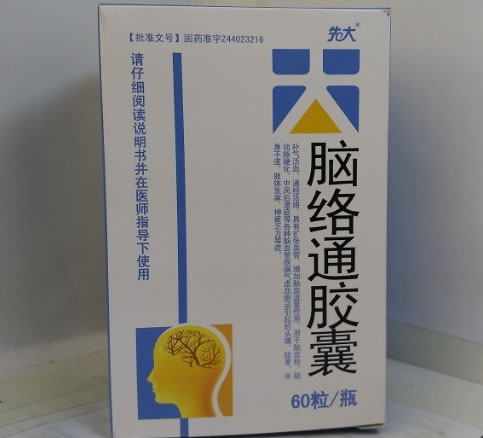 【批准文号】国药准字Z44023216
先大
请仔细阅读说明书并在医师指导下使用
脑络通胶囊
补气活血，通经活络，具有扩张血管，增加脑血流量作用。用于脑血栓、脑
动脉硬化、中风后遗症等各种脑血管疾病气虚血瘀证引起的头痛、眩晕、半
身不遂、肢体发麻、神疲乏力等症。
60粒/瓶